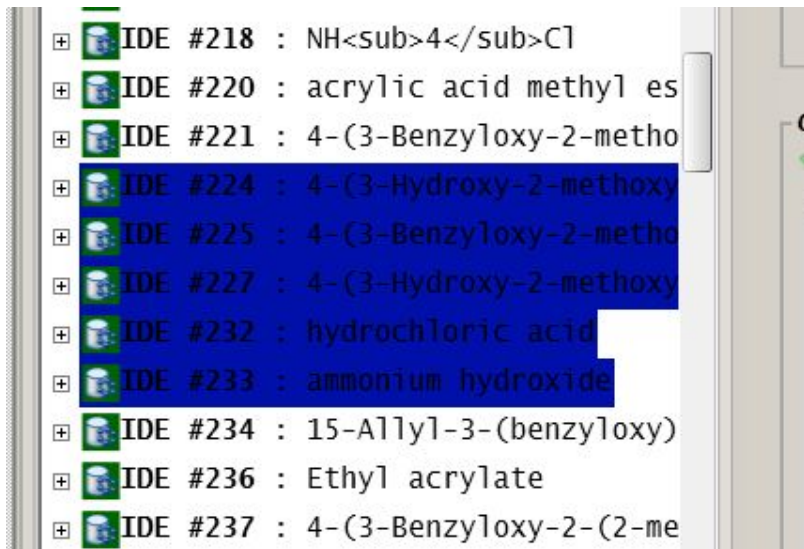 IDE #218 : NH<sub>4</sub>Cl
IDE #220 : acrylic acid methyl es
IDE #221 : 4-(3-Benzyloxy-2-metho
IDE #224 : 4-(3-Hydroxy-2-methoxy
IDE #225 : 4-(3-Benzyloxy-2-metho
IDE #227 : 4-(3-Hydroxy-2-methoxy
IDE #232 : hydrochloric acid
IDE #233 : ammonium hydroxide
IDE #234 : 15-Allyl-3-(benzyloxy)
IDE #236 : Ethyl acrylate
IDE #237 : 4-(3-Benzyloxy-2-(2-me